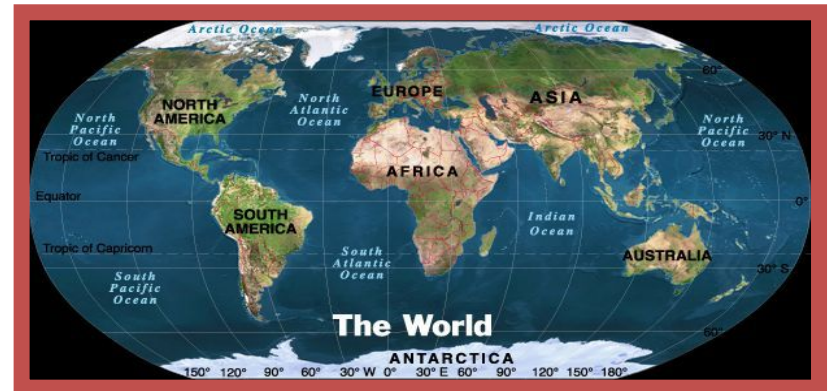 Arctic Ocean
Arctic Ocean
60°
EUROPE
ASIA
NORTH
AMERICA
North
Atlantic
Ocean
North
Pacific
Ocean
North
Pacific
Ocean
30° N
Tropic of Cancer
AFRICA
Equator
0°
SOUTH
AMERICA
Indian
Ocean
Tropic of Capricorn
South
Atlantic
Ocean
AUSTRALIA
30° S
South
Pacific
Ocean
The World
60°
ANTARCTICA
150° 120° 90° 60° 30° W 0° 30° E 60° 90° 120° 150° 180°